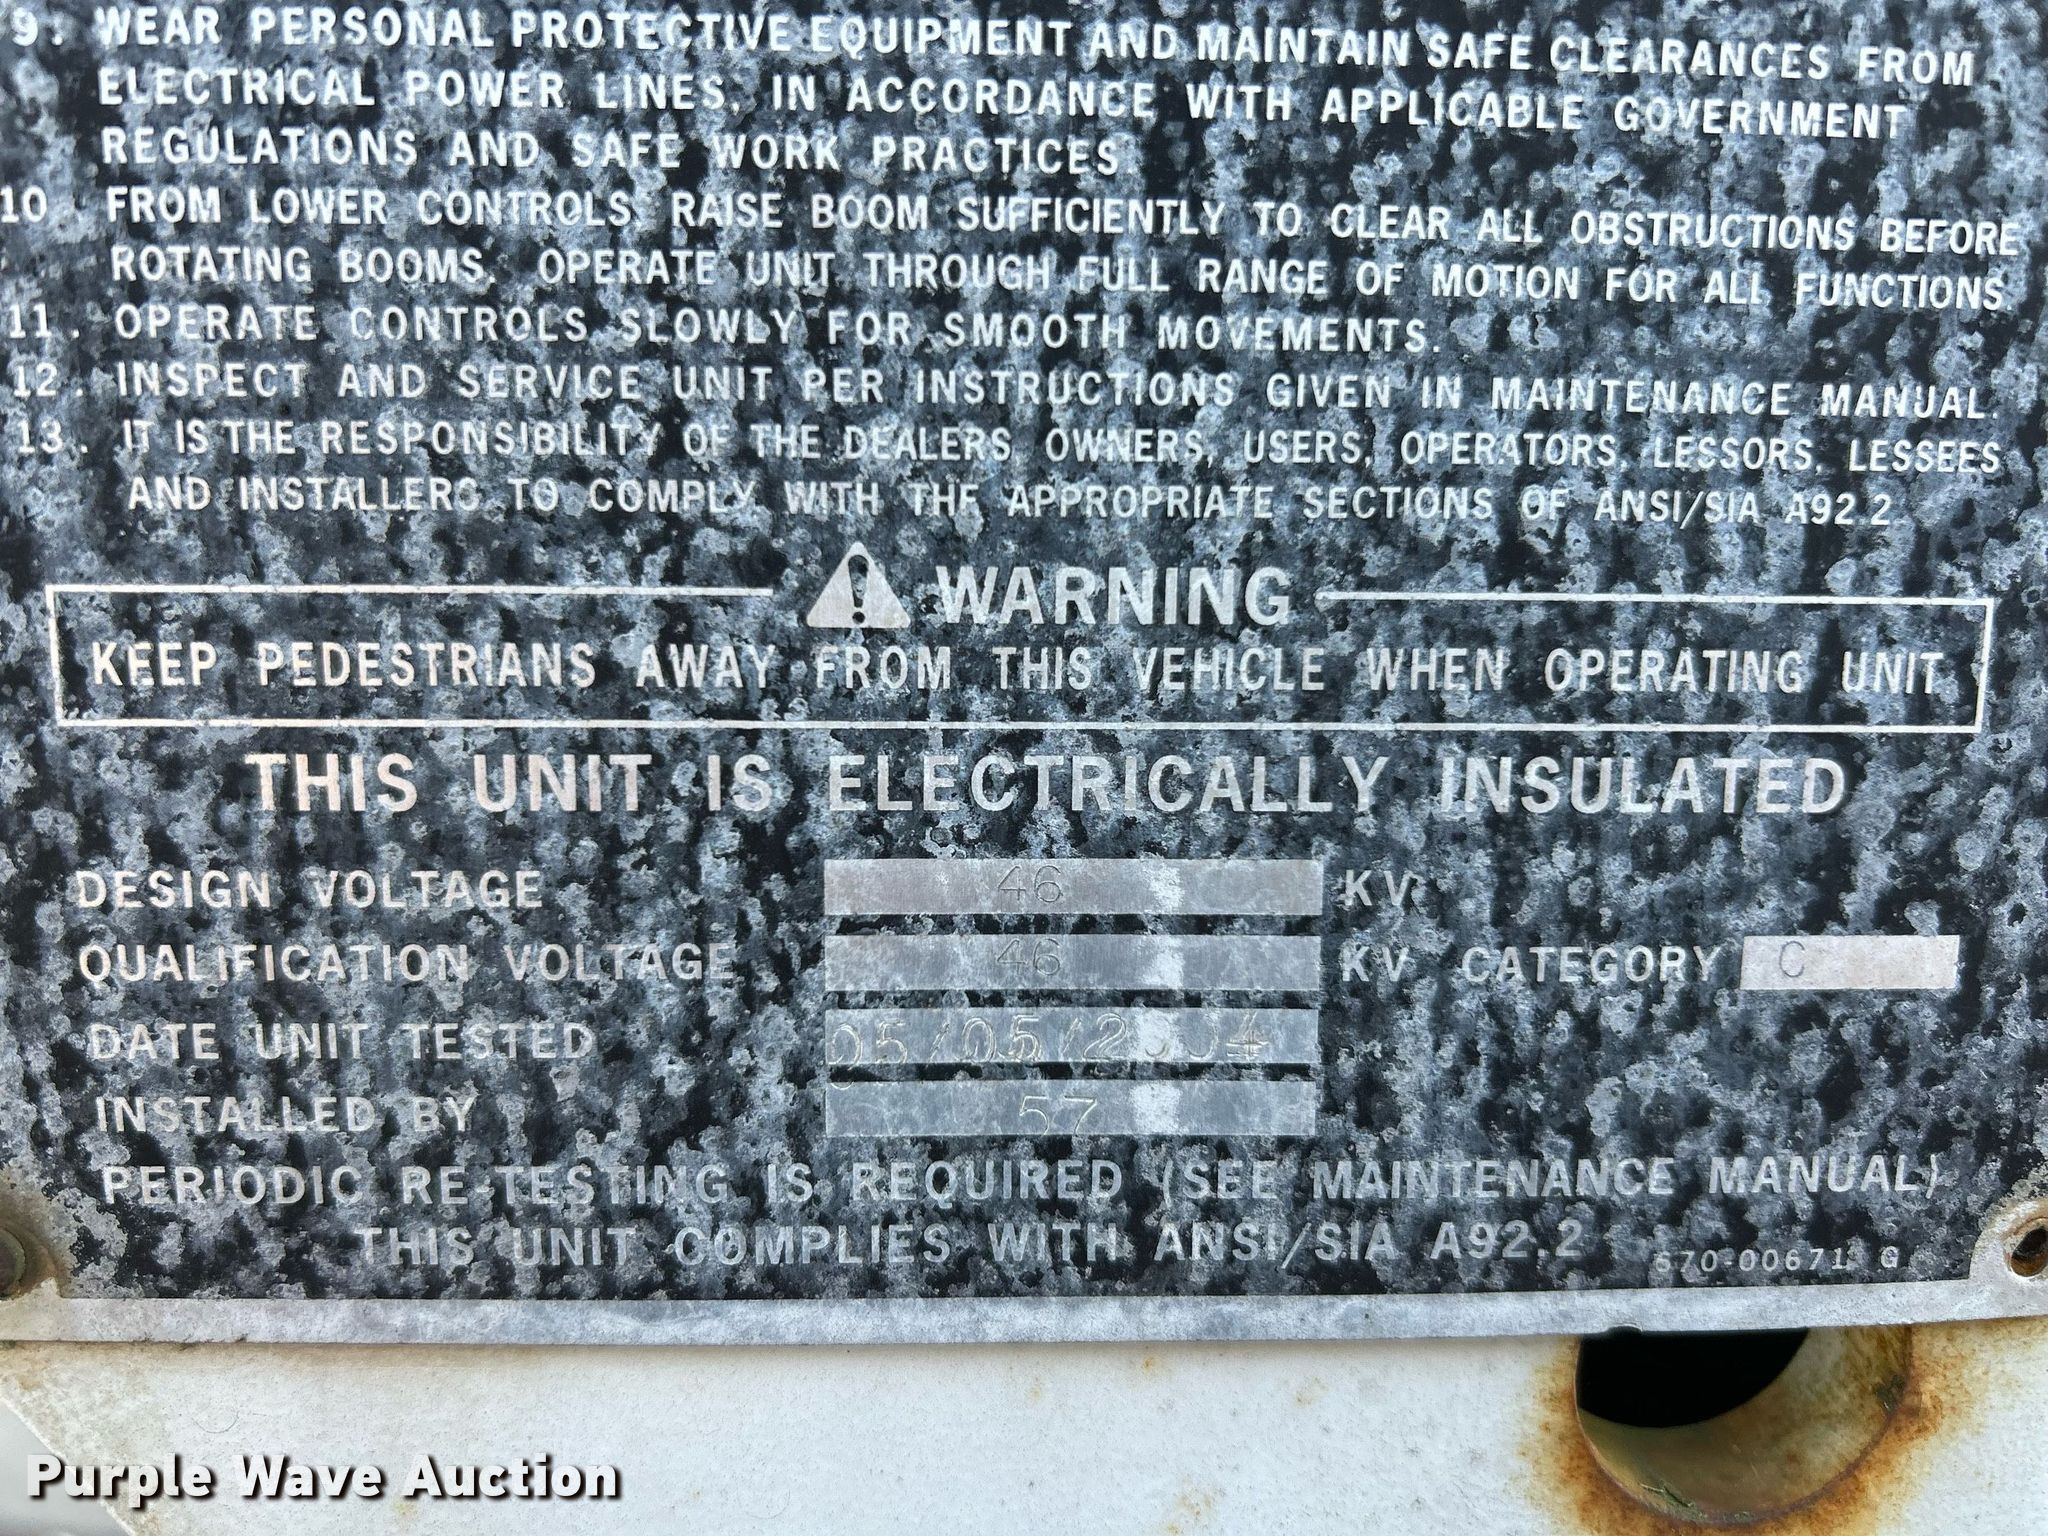 9. WEAR PERSONAL PROTECTIVE EQUIPMENT AND MAINTAIN SAFE CLEARANCES FROM
ELECTRICAL POWER LINES, IN ACCORDANCE WITH APPLICABLE GOVERNMENT
REGULATIONS AND SAFE WORK PRACTICES.
10 FROM LOWER CONTROLS RAISE BOOM SUFFICIENTLY TO CLEAR ALL OBSTRUCTIONS BEFORE
ROTATING BOOMS. OPERATE UNIT THROUGH FULL RANGE OF MOTION FOR ALL FUNCTIONS
11. OPERATE CONTROLS SLOWLY FOR SMOOTH MOVEMENTS.
12. INSPECT AND SERVICE UNIT PER INSTRUCTIONS GIVEN IN MAINTENANCE MANUAL.
13. IT IS THE RESPONSIBILITY OF THE DEALERS OWNERS, USERS, OPERATORS, LESSORS, LESSEES
AND INSTALLERS TO COMPLY WITH THE APPROPRIATE SECTIONS OF ANSI/SIA A92.2
WARNING
KEEP PEDESTRIANS AWAY FROM THIS VEHICLE WHEN OPERATING UNIT
THIS UNIT IS ELECTRICALLY INSULATED
DESIGN VOLTAGE 46 KV
QUALIFICATION VOLTAGE 46 KV CATEGORY C
DATE UNIT TESTED 05/05/2004
INSTALLED BY 57
PERIODIC RE-TESTING IS REQUIRED (SEE MAINTENANCE MANUAL)
THIS UNIT COMPLIES WITH ANSI/SIA A92.2
670-00671 G
Purple Wave Auction